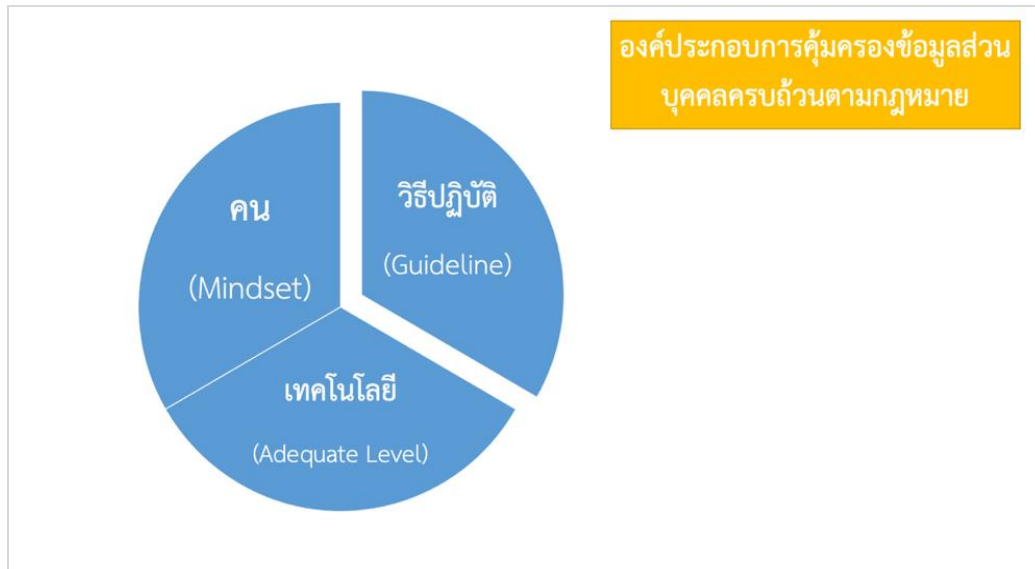 องค์ประกอบการคุ้มครองข้อมูลส่วน
บุคคลครบถ้วนตามกฎหมาย
คน
(Mindset)
วิธีปฏิบัติ
(Guideline)
เทคโนโลยี
(Adequate Level)